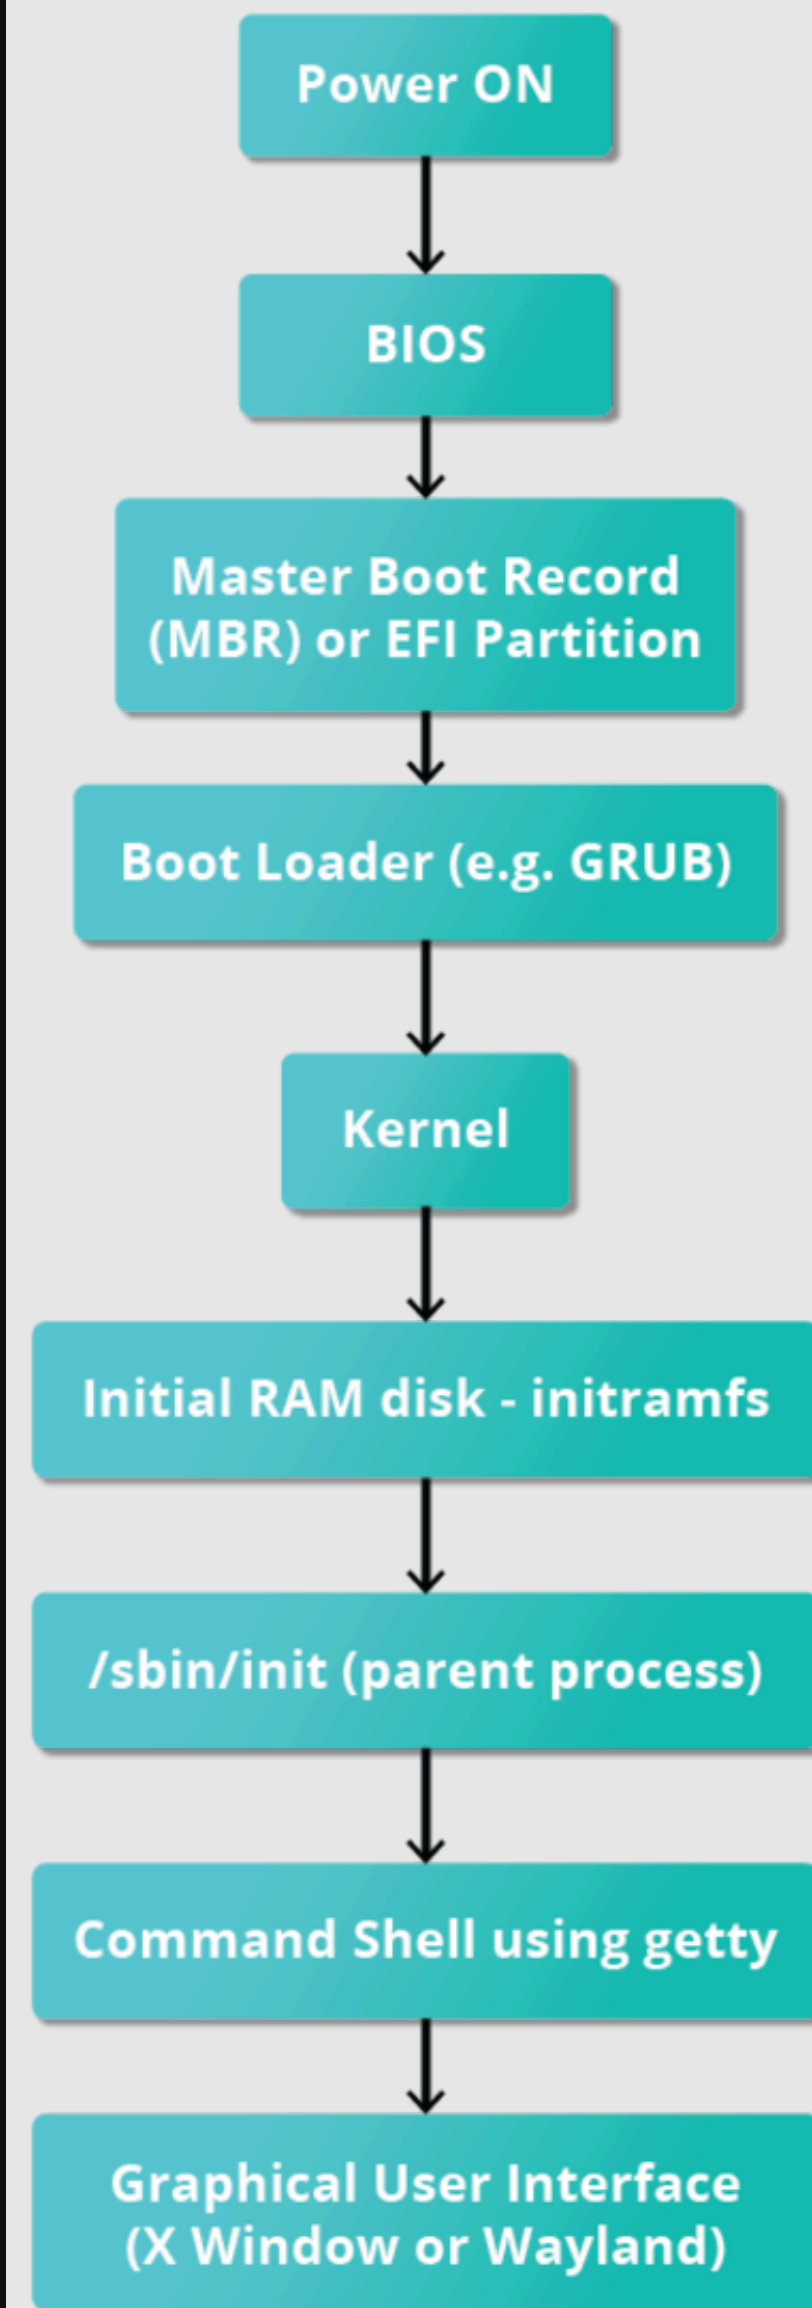 Power ON
BIOS
Master Boot Record
(MBR) or EFI Partition
Boot Loader (e.g. GRUB)
Kernel
Initial RAM disk - initramfs
/sbin/init (parent process)
Command Shell using getty
Graphical User Interface
(X Window or Wayland)